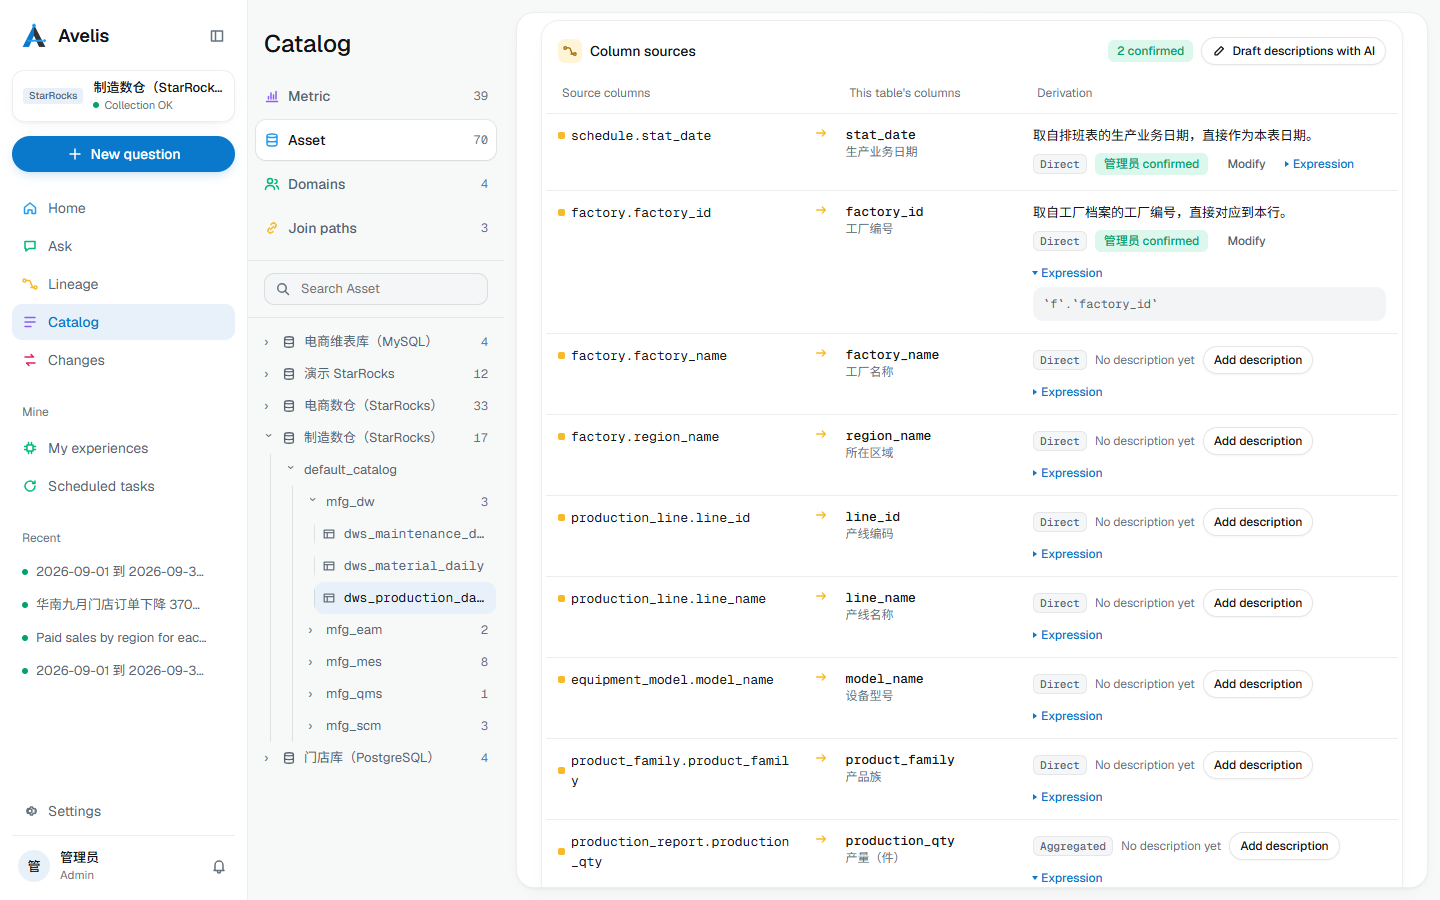 Avelis
StarRocks
制造数仓（StarRock...
Collection OK
New question
Home
Ask
Lineage
Catalog
Changes
Mine
My experiences
Scheduled tasks
Recent
2026-09-01 到 2026-09-3...
华南九月门店订单下降 370...
Paid sales by region for eac...
2026-09-01 到 2026-09-3...
Settings
管
管理员
Admin
Catalog
Metric 39
Asset 70
Domains 4
Join paths 3
Search Asset
电商维表库（MySQL） 4
演示 StarRocks 12
电商数仓（StarRocks） 33
制造数仓（StarRocks） 17
default_catalog
mfg_dw 3
dws_maintenance_d...
dws_material_daily
dws_production_da...
mfg_eam 2
mfg_mes 8
mfg_qms 1
mfg_scm 3
门店库（PostgreSQL） 4
Column sources
2 confirmed
Draft descriptions with AI
Source columns This table's columns Derivation
schedule.stat_date → stat_date 取自排班表的生产业务日期，直接作为本表日期。
生产业务日期
Direct 管理员 confirmed Modify Expression
factory.factory_id → factory_id 取自工厂档案的工厂编号，直接对应到本行。
工厂编号
Direct 管理员 confirmed Modify
Expression
`f`.`factory_id`
factory.factory_name → factory_name
工厂名称
Direct No description yet Add description
Expression
factory.region_name → region_name
所在区域
Direct No description yet Add description
Expression
production_line.line_id → line_id
产线编码
Direct No description yet Add description
Expression
production_line.line_name → line_name
产线名称
Direct No description yet Add description
Expression
equipment_model.model_name → model_name
设备型号
Direct No description yet Add description
Expression
product_family.product_famil
y
→ product_family
产品族
Direct No description yet Add description
Expression
production_report.production
_qty
→ production_qty
产量（件）
Aggregated No description yet Add description
Expression